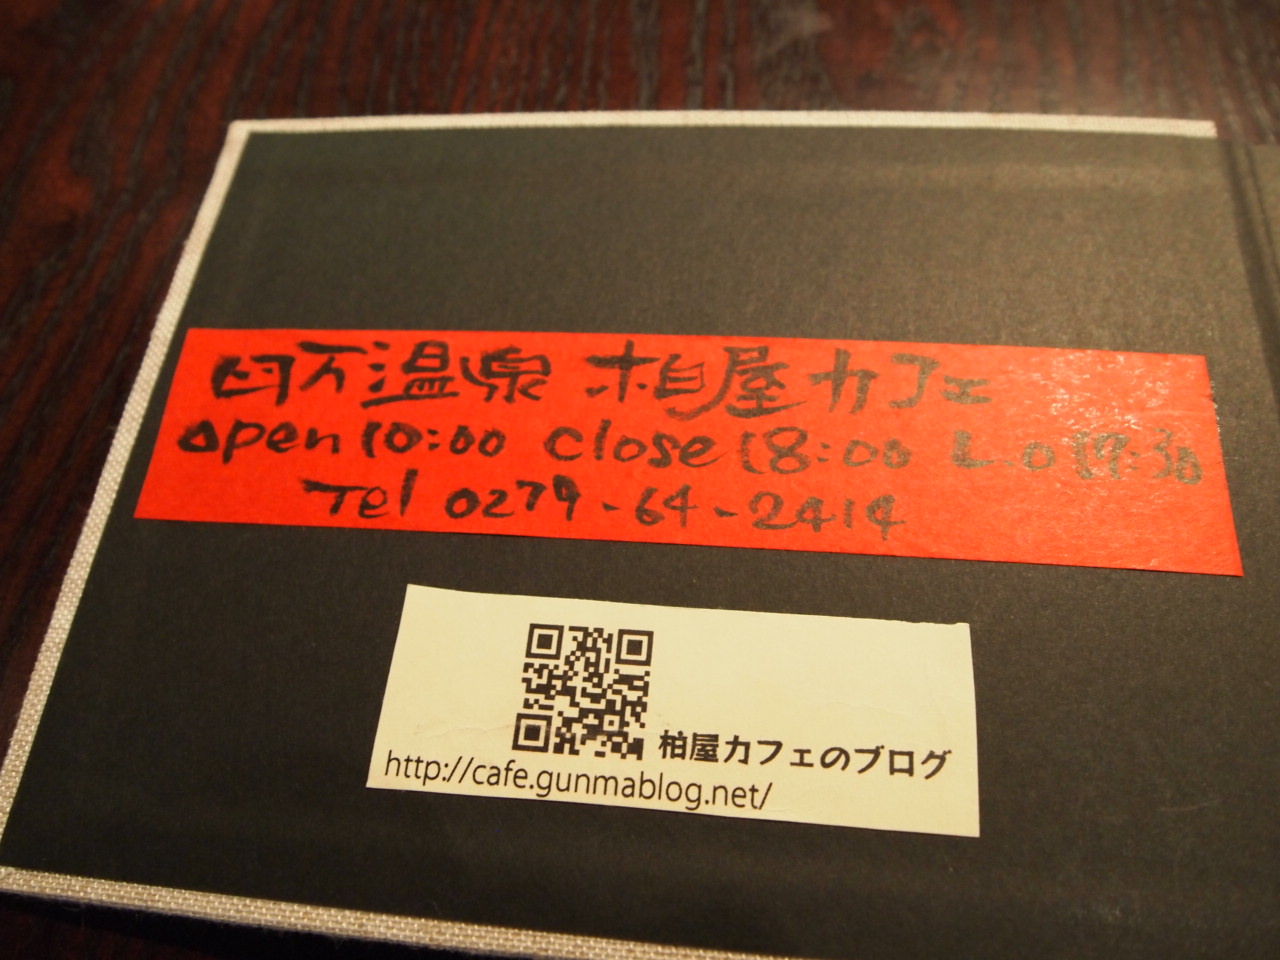 四万温泉 柏屋カフェ
open 10:00 close 18:00 L.O 17:30
Tel 0279-64-2414
柏屋カフェのブログ
http://cafe.gunmablog.net/